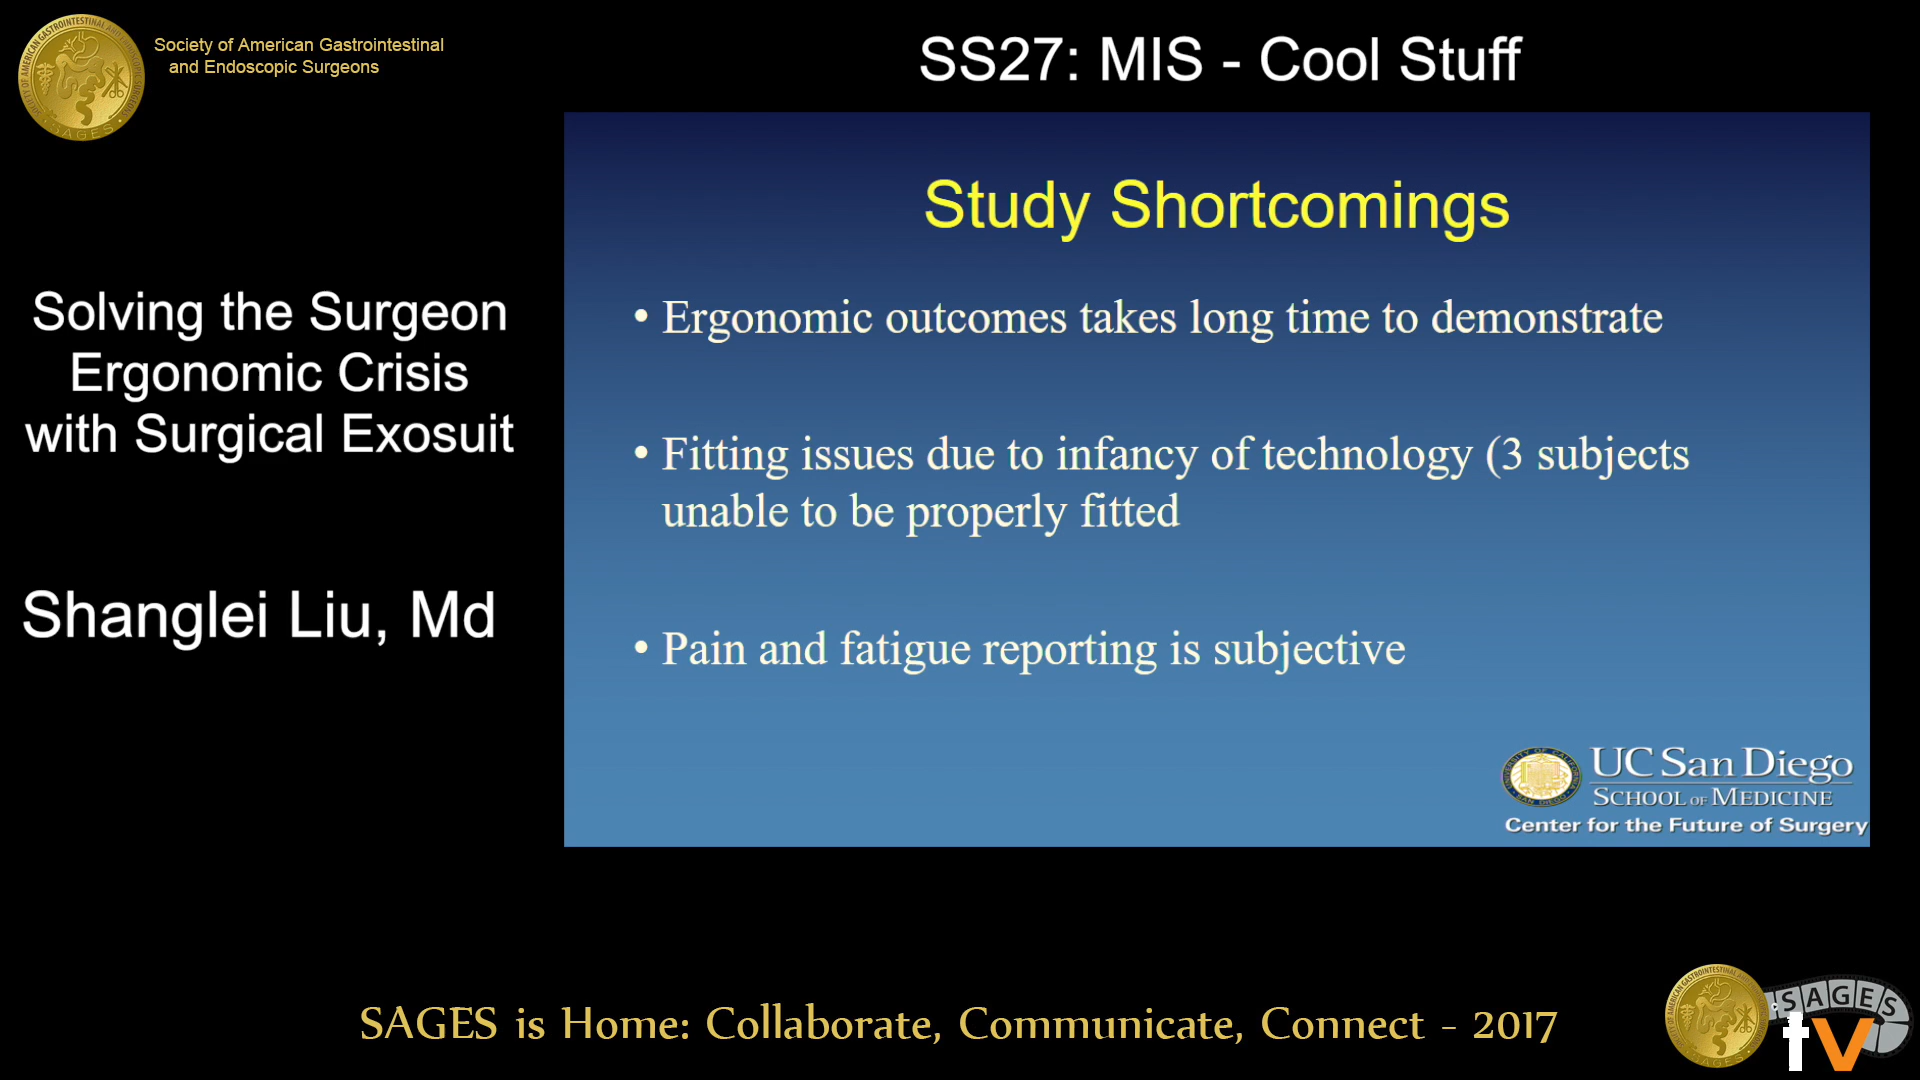 Society of American Gastrointestinal
and Endoscopic Surgeons
SS27: MIS - Cool Stuff
Solving the Surgeon
Ergonomic Crisis
with Surgical Exosuit
Shanglei Liu, Md
Study Shortcomings
• Ergonomic outcomes takes long time to demonstrate
• Fitting issues due to infancy of technology (3 subjects
unable to be properly fitted
• Pain and fatigue reporting is subjective
UC San Diego
SCHOOL OF MEDICINE
Center for the Future of Surgery
SAGES is Home: Collaborate, Communicate, Connect - 2017
SAGES
tv